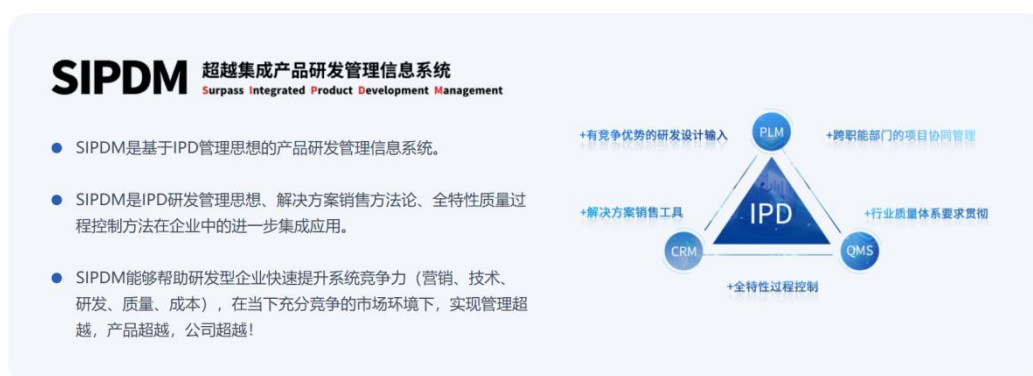 SIPDM 超越集成产品研发管理信息系统
Surpass Integrated Product Development Management
SIPDM是基于IPD管理思想的产品研发管理信息系统。
SIPDM是IPD研发管理思想、解决方案销售方法论、全特性质量过
程控制方法在企业中的进一步集成应用。
SIPDM能够帮助研发型企业快速提升系统竞争力（营销、技术、
研发、质量、成本），在当下充分竞争的市场环境下，实现管理超
越，产品超越，公司超越！
+有竞争优势的研发设计输入
PLM
+跨职能部门的项目协同管理
+解决方案销售工具
IPD
+行业质量体系要求贯彻
CRM
QMS
+全特性过程控制